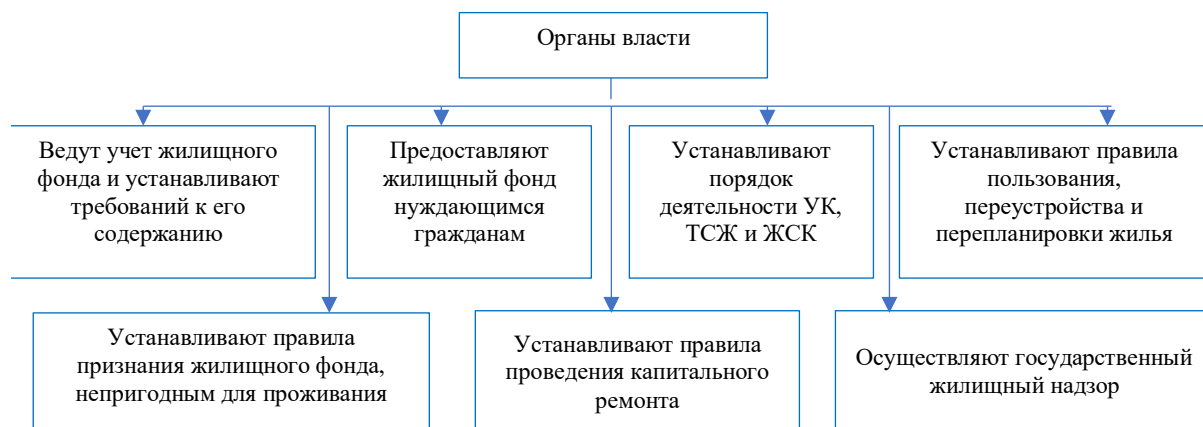 Органы власти
Ведут учет жилищного
фонда и устанавливают
требований к его
содержанию
Предоставляют
жилищный фонд
нуждающимся
гражданам
Устанавливают
порядок
деятельности УК,
ТСЖ и ЖСК
Устанавливают правила
пользования,
переустройства и
перепланировки жилья
Устанавливают правила
признания жилищного фонда,
непригодным для проживания
Устанавливают правила
проведения капитального
ремонта
Осуществляют государственный
жилищный надзор